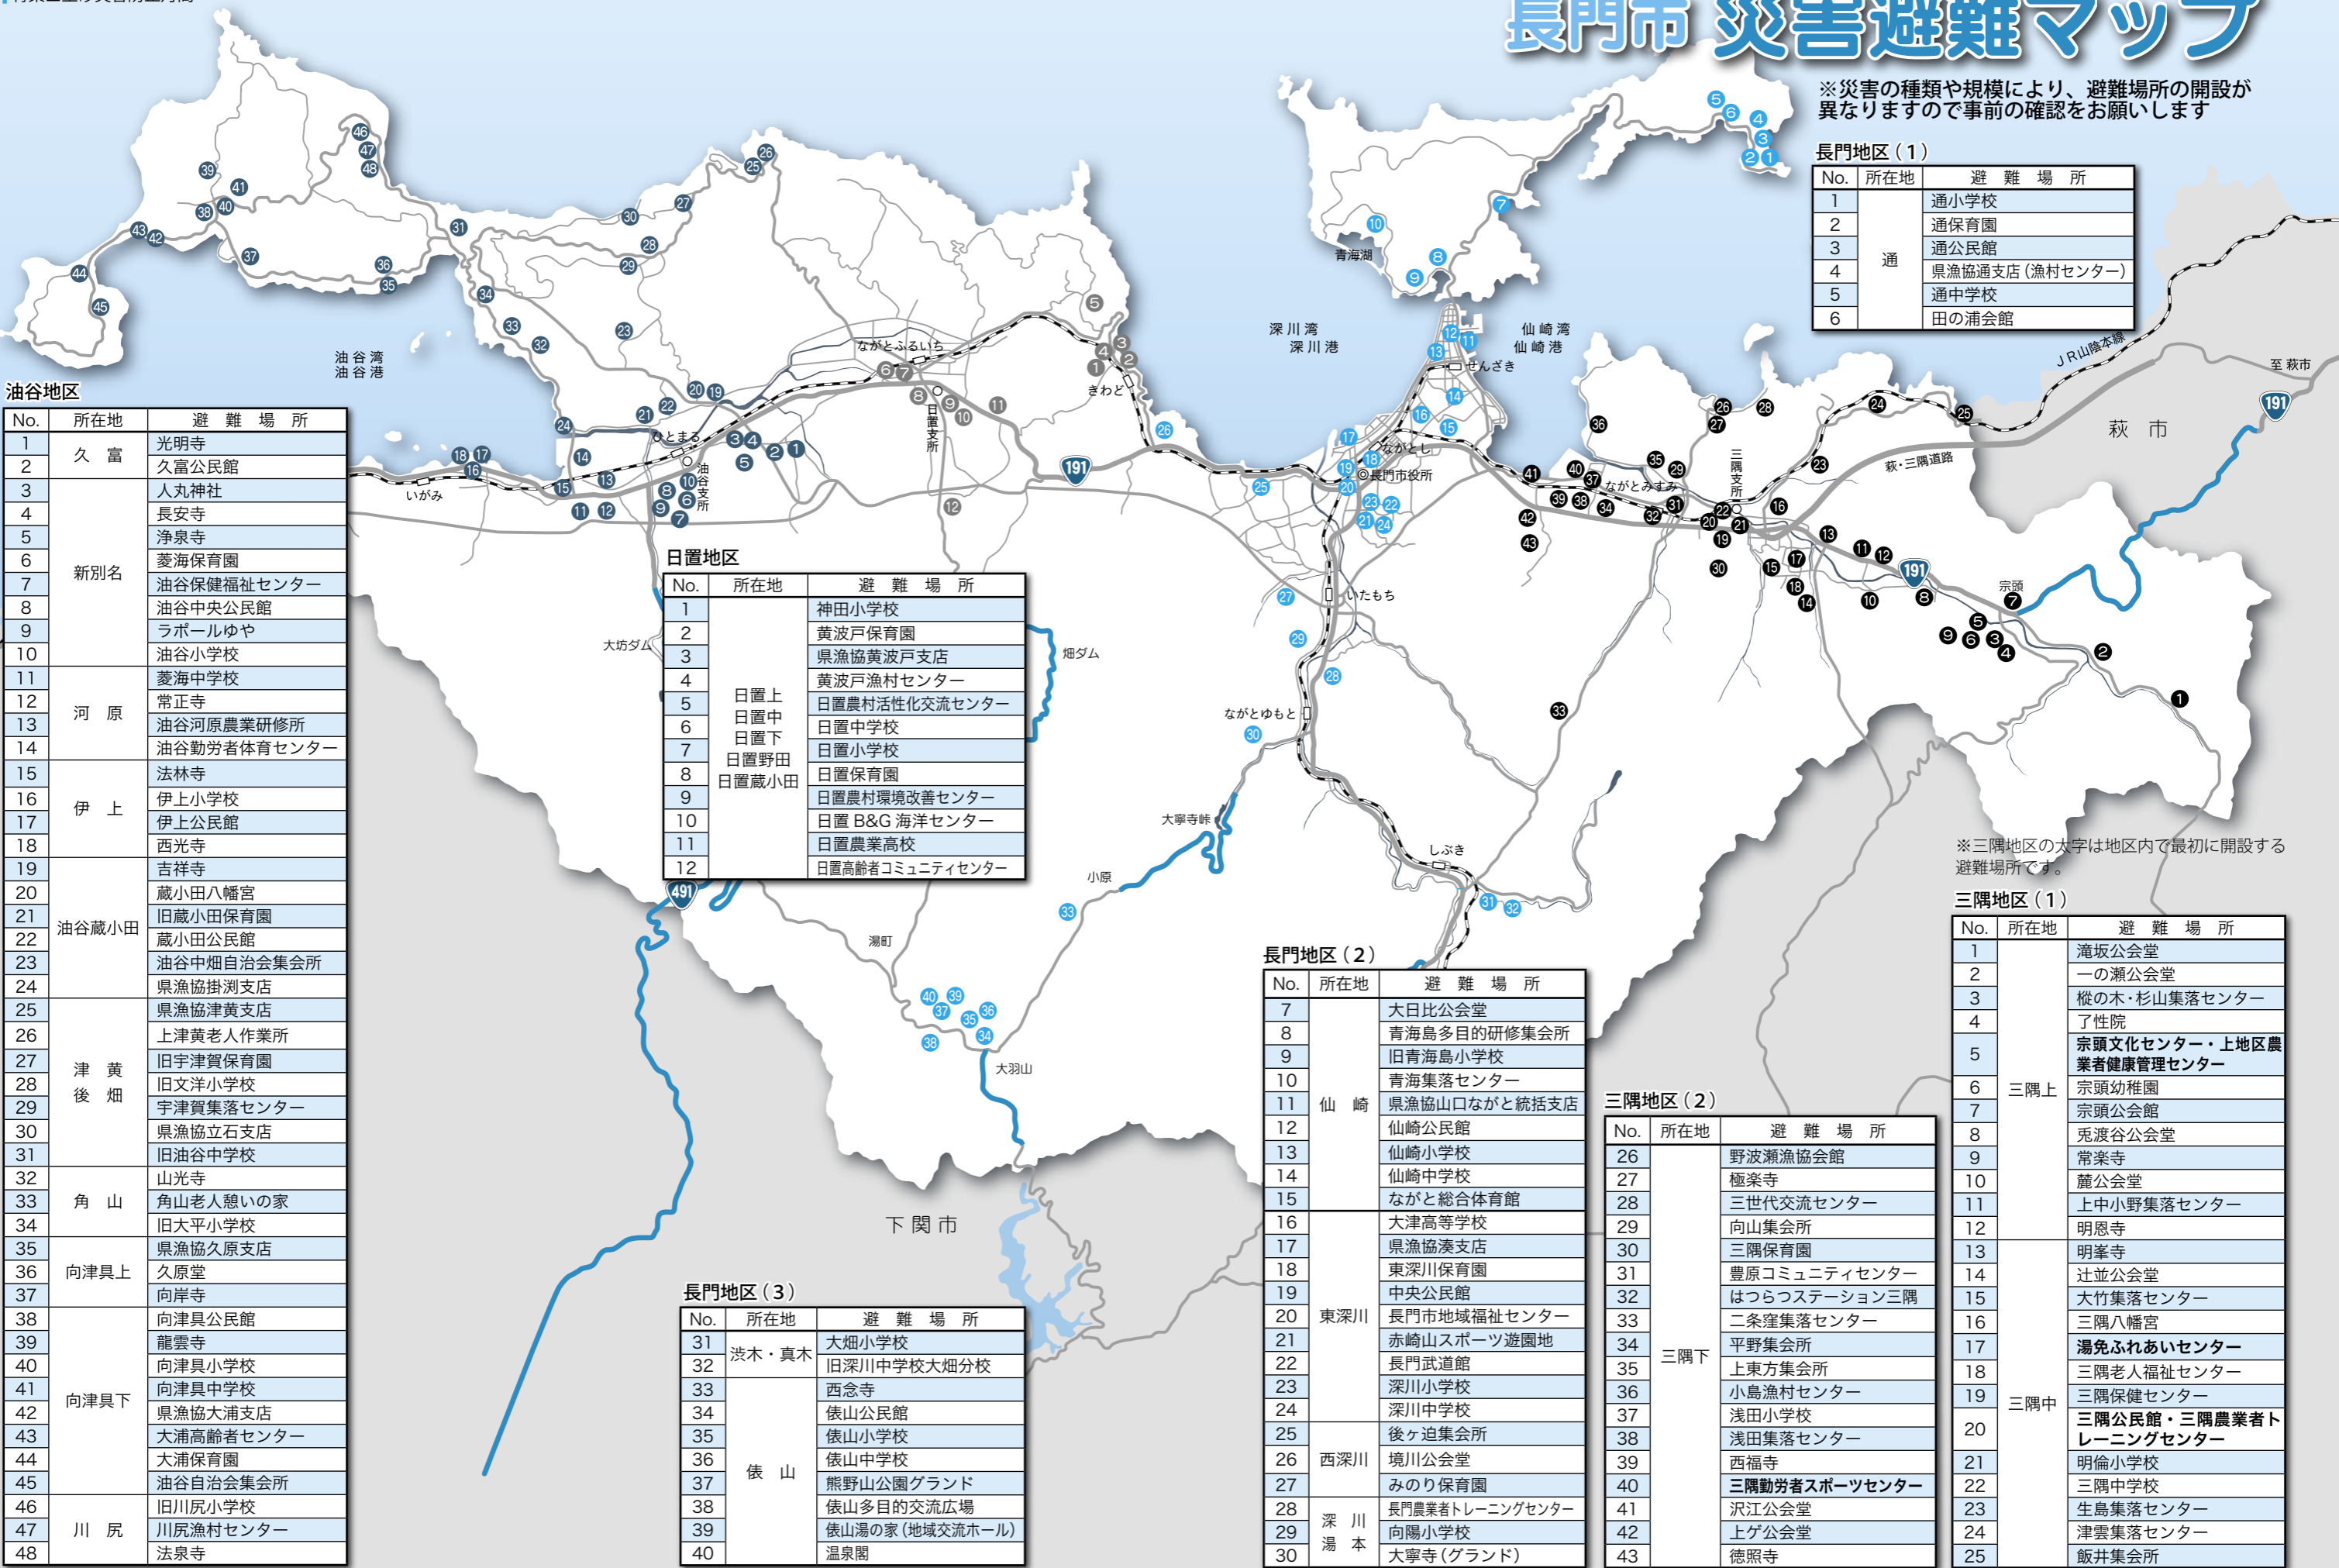 長門市 災害避難マップ
※災害の種類や規模により、避難場所の開設が
異なりますので事前の確認をお願いします
長門地区（1）
No. 所在地 避難場所
通
1 通小学校
2 通保育園
3 通公民館
4 県漁協通支店（漁村センター）
5 通中学校
6 田の浦会館
青海湖
深川湾
深川港
仙崎湾
仙崎港
油谷湾
油谷港
せんざき
ながとし
◎長門市役所
ながとふるいち
きわど
日置支所
ひとまる
油谷支所
いがみ
ながとみすみ
三隅支所
JR山陰本線
至 萩市
萩市
萩・三隅道路
191
191
191
宗頭
いたもち
ながとゆもと
大寧寺峠
しぶき
小原
湯町
大羽山
大坊ダム
畑ダム
491
下関市
油谷地区
No. 所在地 避難場所
久富
1 光明寺
2 久富公民館
新別名
3 人丸神社
4 長安寺
5 浄泉寺
6 菱海保育園
7 油谷保健福祉センター
8 油谷中央公民館
9 ラポールゆや
10 油谷小学校
河原
11 菱海中学校
12 常正寺
13 油谷河原農業研修所
14 油谷勤労者体育センター
伊上
15 法林寺
16 伊上小学校
17 伊上公民館
18 西光寺
油谷蔵小田
19 吉祥寺
20 蔵小田八幡宮
21 旧蔵小田保育園
22 蔵小田公民館
23 油谷中畑自治会集会所
24 県漁協掛渕支店
津黄
後畑
25 県漁協津黄支店
26 上津黄老人作業所
27 旧宇津賀保育園
28 旧文洋小学校
29 宇津賀集落センター
30 県漁協立石支店
31 旧油谷中学校
角山
32 山光寺
33 角山老人憩いの家
34 旧大平小学校
向津具上
35 県漁協久原支店
36 久原堂
37 向岸寺
向津具下
38 向津具公民館
39 龍雲寺
40 向津具小学校
41 向津具中学校
42 県漁協大浦支店
43 大浦高齢者センター
44 大浦保育園
45 油谷自治会集会所
川尻
46 旧川尻小学校
47 川尻漁村センター
48 法泉寺
日置地区
No. 所在地 避難場所
日置上
日置中
日置下
日置野田
日置蔵小田
1 神田小学校
2 黄波戸保育園
3 県漁協黄波戸支店
4 黄波戸漁村センター
5 日置農村活性化交流センター
6 日置中学校
7 日置小学校
8 日置保育園
9 日置農村環境改善センター
10 日置 B&G 海洋センター
11 日置農業高校
12 日置高齢者コミュニティセンター
長門地区（2）
No. 所在地 避難場所
仙崎
7 大日比公会堂
8 青海島多目的研修集会所
9 旧青海島小学校
10 青海集落センター
11 県漁協山口ながと統括支店
12 仙崎公民館
13 仙崎小学校
14 仙崎中学校
15 ながと総合体育館
東深川
16 大津高等学校
17 県漁協湊支店
18 東深川保育園
19 中央公民館
20 長門市地域福祉センター
21 赤崎山スポーツ遊園地
22 長門武道館
23 深川小学校
24 深川中学校
西深川
25 後ヶ迫集会所
26 境川公会堂
27 みのり保育園
深川
湯本
28 長門農業者トレーニングセンター
29 向陽小学校
30 大寧寺（グランド）
長門地区（3）
No. 所在地 避難場所
渋木・真木
31 大畑小学校
32 旧深川中学校大畑分校
俵山
33 西念寺
34 俵山公民館
35 俵山小学校
36 俵山中学校
37 熊野山公園グランド
38 俵山多目的交流広場
39 俵山湯の家（地域交流ホール）
40 温泉閣
※三隅地区の太字は地区内で最初に開設する
避難場所です。
三隅地区（1）
No. 所在地 避難場所
三隅上
1 滝坂公会堂
2 一の瀬公会堂
3 樅の木・杉山集落センター
4 了性院
5 宗頭文化センター・上地区農
業者健康管理センター
6 宗頭幼稚園
7 宗頭公会館
8 兎渡谷公会堂
9 常楽寺
10 麓公会堂
11 上中小野集落センター
12 明恩寺
三隅中
13 明峯寺
14 辻並公会堂
15 大竹集落センター
16 三隅八幡宮
17 湯免ふれあいセンター
18 三隅老人福祉センター
19 三隅保健センター
20 三隅公民館・三隅農業者ト
レーニングセンター
21 明倫小学校
22 三隅中学校
23 生島集落センター
24 津雲集落センター
25 飯井集会所
三隅地区（2）
No. 所在地 避難場所
三隅下
26 野波瀬漁協会館
27 極楽寺
28 三世代交流センター
29 向山集会所
30 三隅保育園
31 豊原コミュニティセンター
32 はつらつステーション三隅
33 二条窪集落センター
34 平野集会所
35 上東方集会所
36 小島漁村センター
37 浅田小学校
38 浅田集落センター
39 西福寺
40 三隅勤労者スポーツセンター
41 沢江公会堂
42 上ゲ公会堂
43 徳照寺